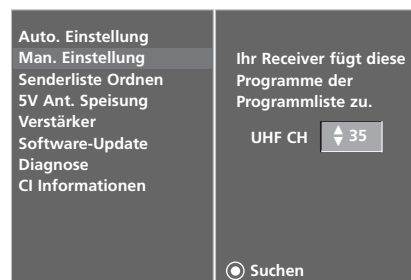 Auto. Einstellung
Man. Einstellung
Senderliste Ordnen
5V Ant. Speisung
Verstärker
Software-Update
Diagnose
CI Informationen
Ihr Receiver fügt diese
Programme der
Programmliste zu.
UHF CH 35
Suchen